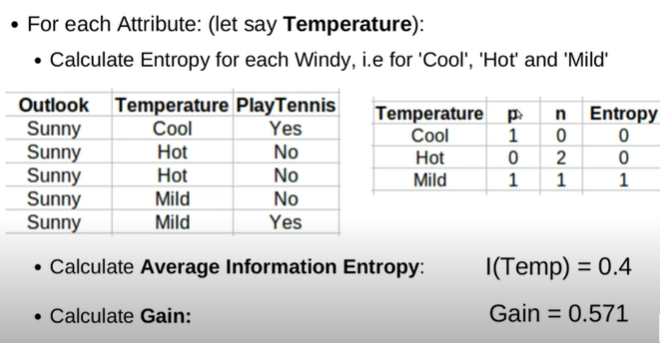 • For each Attribute: (let say Temperature):
• Calculate Entropy for each Windy, i.e for 'Cool', 'Hot' and 'Mild'
Outlook Temperature PlayTennis
Sunny Cool Yes
Sunny Hot No
Sunny Hot No
Sunny Mild No
Sunny Mild Yes
Temperature p n Entropy
Cool 1 0 0
Hot 0 2 0
Mild 1 1 1
• Calculate Average Information Entropy: I(Temp) = 0.4
• Calculate Gain: Gain = 0.571